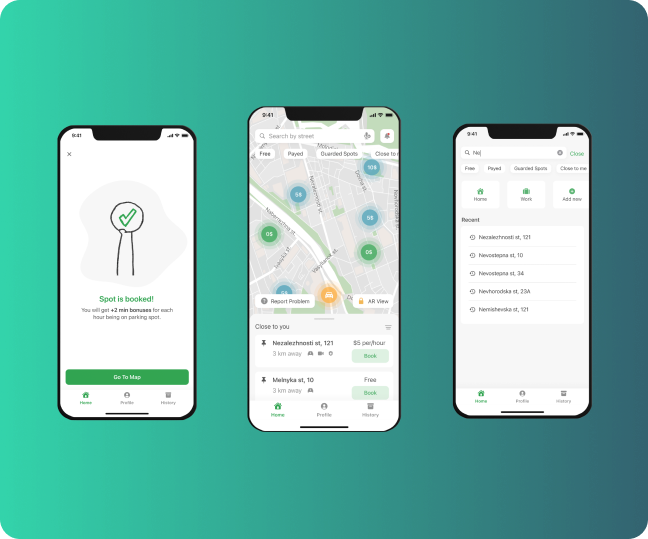 9:41
Spot is booked!
You will get +2 min bonuses for each
hour being on parking spot.
Go To Map
Home
Profile
History
9:41
Search by street
Free
Payed
Guarded Spots
Close to m
10$
5$
5$
0$
0$
Nezalezhnosti st.
Report Problem
AR View
Close to you
Nezalezhnosti st, 121
$5 per/hour
3 km away
Book
Melnyka st, 10
Free
3 km away
Book
Home
Profile
History
9:41
Ne
Close
Free
Payed
Guarded Spots
Close to me
Home
Work
Add new
Recent
Nezalezhnosti st, 121
Nevostepna st, 10
Nevostepna st, 34
Nevhorodska st, 23A
Nemishevska st, 121
Home
Profile
History